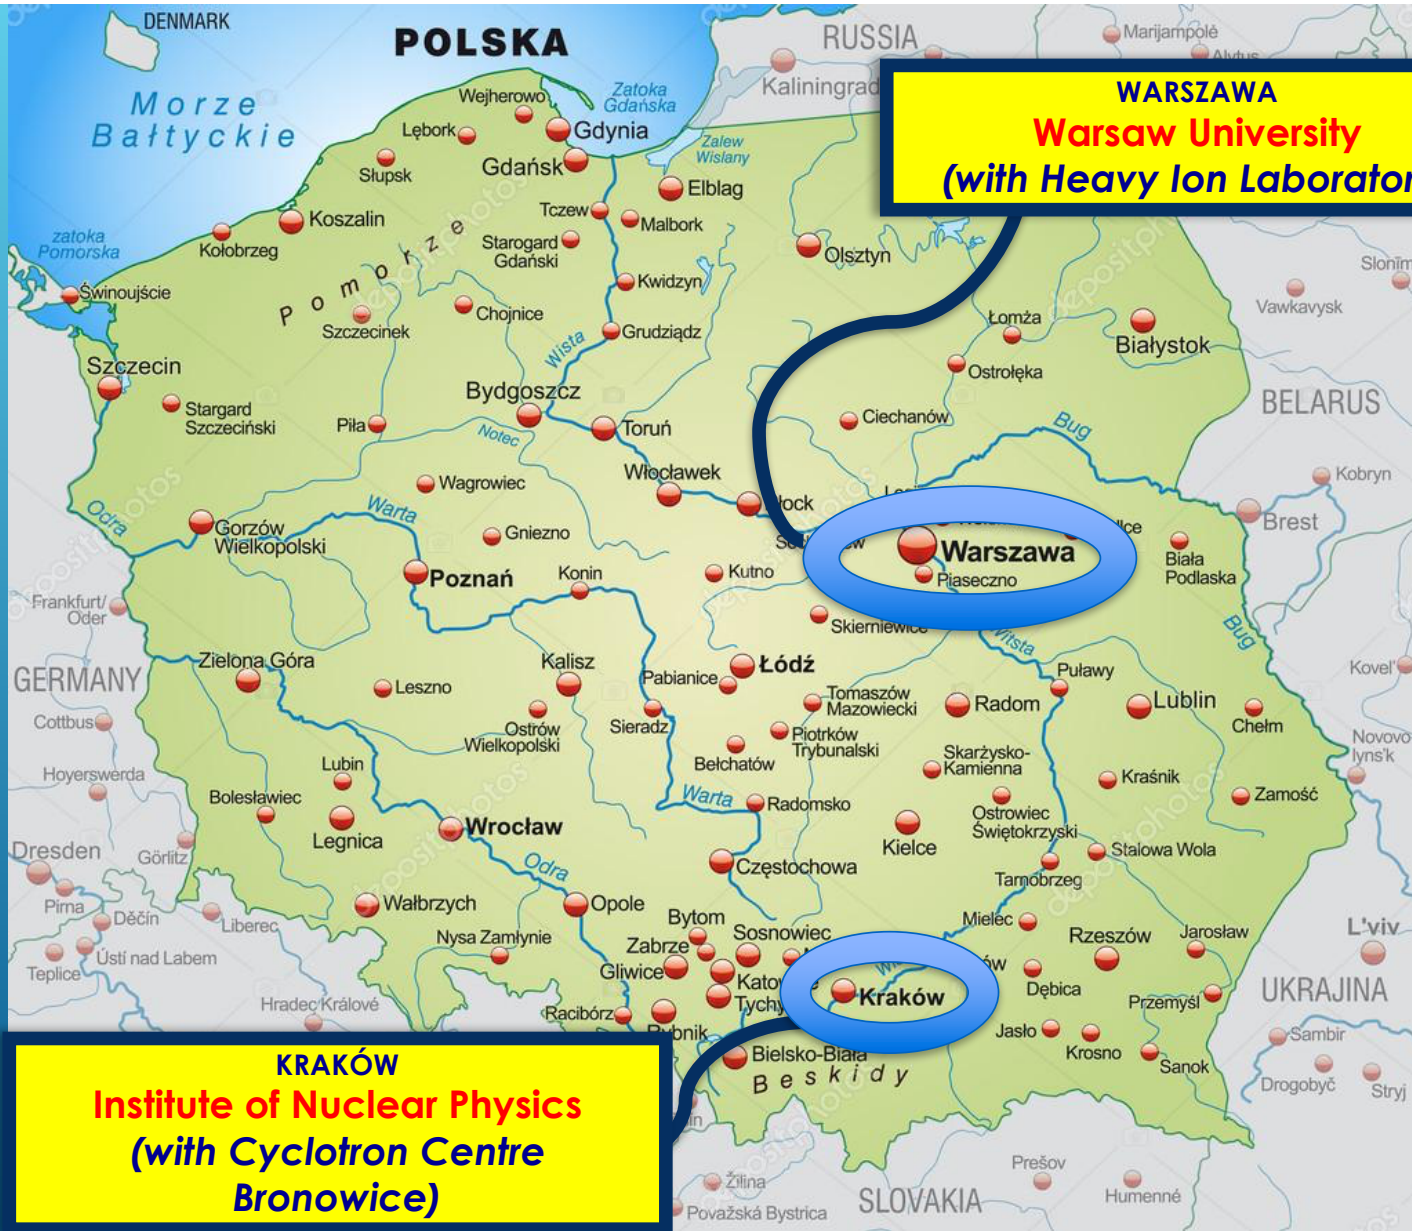 DENMARK
POLSKA
RUSSIA
Marijampolė
Alytus
Morze
Bałtyckie
Wejherowo
Zatoka
Gdańska
Kaliningrad
WARSZAWA
Warsaw University
(with Heavy Ion Laborator
Lębork
Gdynia
Zalew
Wislany
Słupsk
Gdańsk
Elblag
Koszalin
Tczew
Malbork
zatoka
Pomorska
Kołobrzeg
Pomorze
Starogard
Gdański
Olsztyn
Slonim
Świnoujście
Kwidzyn
Vawkavysk
Szczecinek
Chojnice
Grudziądz
Łomża
Białystok
Szczecin
Wista
Ostrołęka
Stargard
Szczeciński
Bydgoszcz
Piła
Notec
Toruń
Ciechanów
Bug
BELARUS
Wagrowiec
Włocławek
Kobryn
Odra
Gorzów
Wielkopolski
Warta
Gniezno
Brest
Warszawa
Piaseczno
Biała
Podlaska
Poznań
Konin
Kutno
Frankfurt/
Oder
Skierniewice
Bug
Vitsta
GERMANY
Zielona Góra
Leszno
Kalisz
Pabianice
Łódź
Puławy
Kovel'
Cottbus
Ostrów
Wielkopolski
Sieradz
Tomaszów
Mazowiecki
Radom
Lublin
Chełm
Piotrków
Trybunalski
Novovo
lyns'k
Hoyerswerda
Lubin
Bełchatów
Skarżysko-
Kamienna
Kraśnik
Bolesławiec
Legnica
Wrocław
Warta
Radomsko
Kielce
Ostrowiec
Świętokrzyski
Zamość
Dresden
Görlitz
Odra
Częstochowa
Stalowa Wola
Tarnobrzeg
Pirna
Děčín
Liberec
Wałbrzych
Opole
Bytom
Sosnowiec
Mielec
Rzeszów
Jarosław
L'viv
Teplice
Ústí nad Labem
Nysa Zamłynie
Zabrze
Gliwice
Dębica
Przemyśl
UKRAJINA
Hradec Králové
Racibórz
Tychy
Kraków
Jasło
Krosno
Sanok
Sambir
Drogobyč
Stryj
Bielsko-Biała
Beskidy
KRAKÓW
Institute of Nuclear Physics
(with Cyclotron Centre
Bronowice)
Žilina
Považská Bystrica
SLOVAKIA
Prešov
Humenné
depositphotos